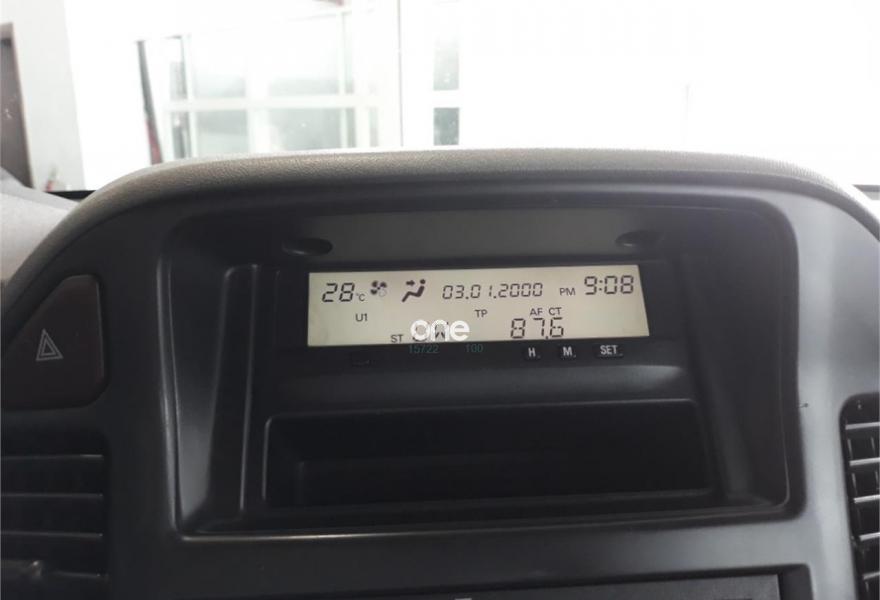 28°C 03.01.2000 PM 9:08
U1 TP AF CT
ST 87.6
one
15722 100
H M SET